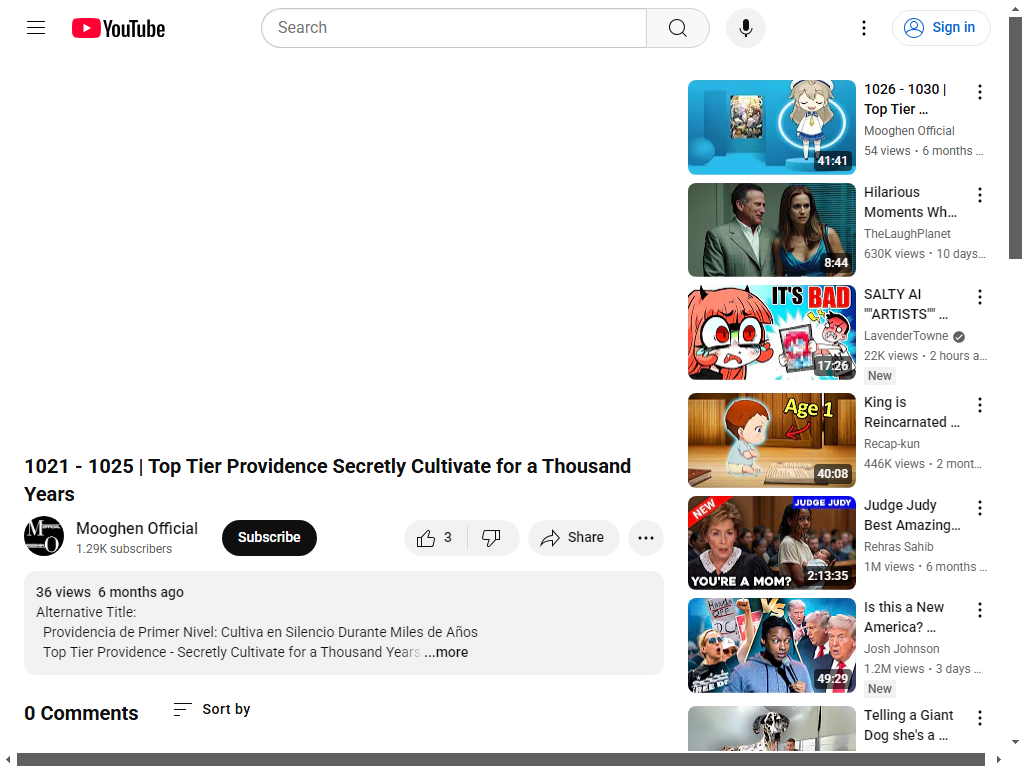 YouTube
Search
Sign in
1021 - 1025 | Top Tier Providence Secretly Cultivate for a Thousand
Years
Mooghen Official
1.29K subscribers
Subscribe
3
Share
36 views  6 months ago
Alternative Title:
Providencia de Primer Nivel: Cultiva en Silencio Durante Miles de Años
Top Tier Providence - Secretly Cultivate for a Thousand Years ...more
0 Comments
Sort by
41:41
1026 - 1030 |
Top Tier …
Mooghen Official
54 views • 6 months …
8:44
Hilarious
Moments Wh…
TheLaughPlanet
630K views • 10 days…
IT'S BAD
17:26
SALTY AI
""ARTISTS"" …
LavenderTowne
22K views • 2 hours a…
New
Age 1
40:08
King is
Reincarnated …
Recap-kun
446K views • 2 mont…
NEW
JUDGE JUDY
YOU'RE A MOM?
2:13:35
Judge Judy
Best Amazing…
Rehras Sahib
1M views • 6 months …
HANDS
OFF
D.C.
VS
49:29
Is this a New
America? …
Josh Johnson
1.2M views • 3 days …
New
Telling a Giant
Dog she's a …